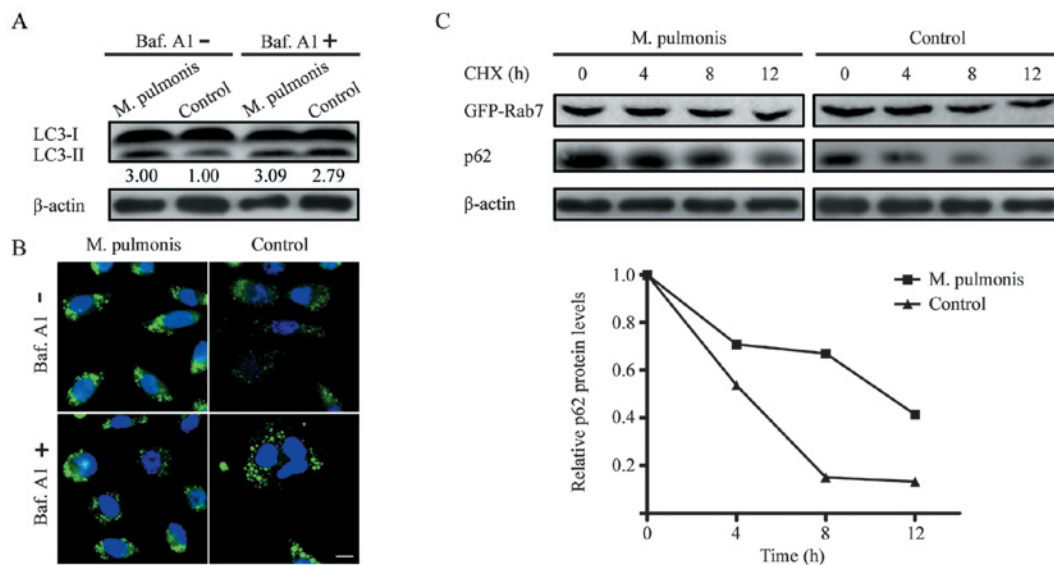 A
Baf. A1 − Baf. A1 +
M. pulmonis Control M. pulmonis Control
LC3-I
LC3-II
3.00 1.00 3.09 2.79
β-actin
B
M. pulmonis Control
Baf. A1 −
Baf. A1 +
C
M. pulmonis Control
CHX (h) 0 4 8 12 0 4 8 12
GFP-Rab7
p62
β-actin
Relative p62 protein levels
1.0
0.8
0.6
0.4
0.2
0 4 8 12
Time (h)
M. pulmonis
Control